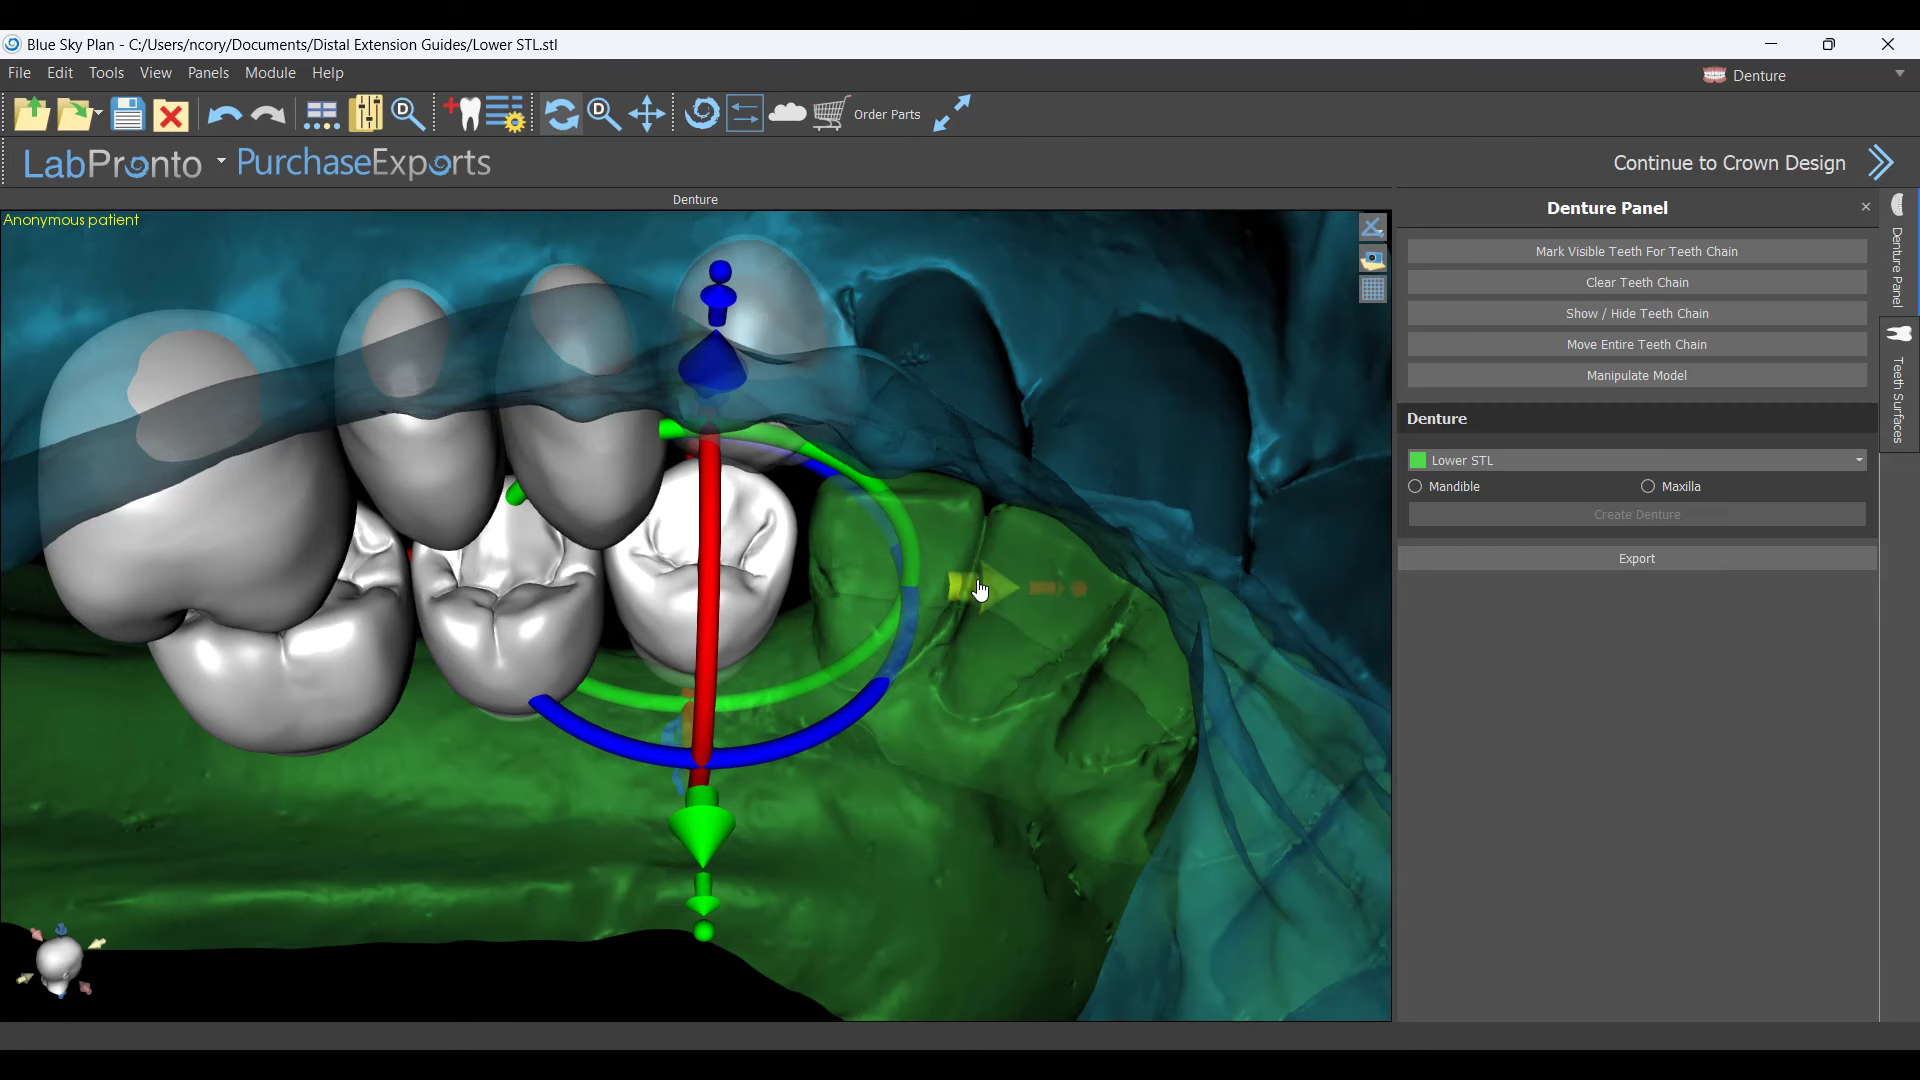 Blue Sky Plan - C:/Users/ncory/Documents/Distal Extension Guides/Lower STL.stl
File Edit Tools View Panels Module Help
Denture
Order Parts
LabPronto PurchaseExports
Continue to Crown Design
Denture
Anonymous patient
Denture Panel
Mark Visible Teeth For Teeth Chain
Clear Teeth Chain
Show / Hide Teeth Chain
Move Entire Teeth Chain
Manipulate Model
Denture
Lower STL
Mandible Maxilla
Create Denture
Export
Denture Panel
Teeth Surfaces